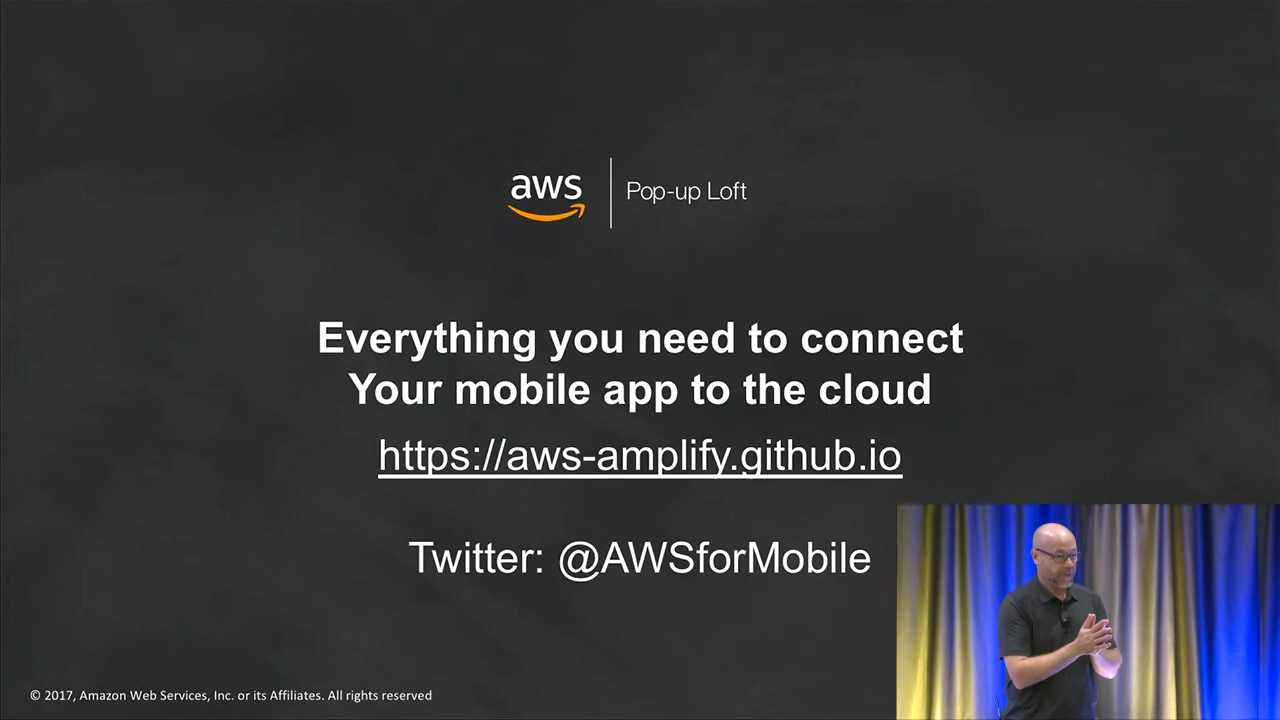 aws
Pop-up Loft
Everything you need to connect
Your mobile app to the cloud
https://aws-amplify.github.io
Twitter: @AWSforMobile
© 2017, Amazon Web Services, Inc. or its Affiliates. All rights reserved